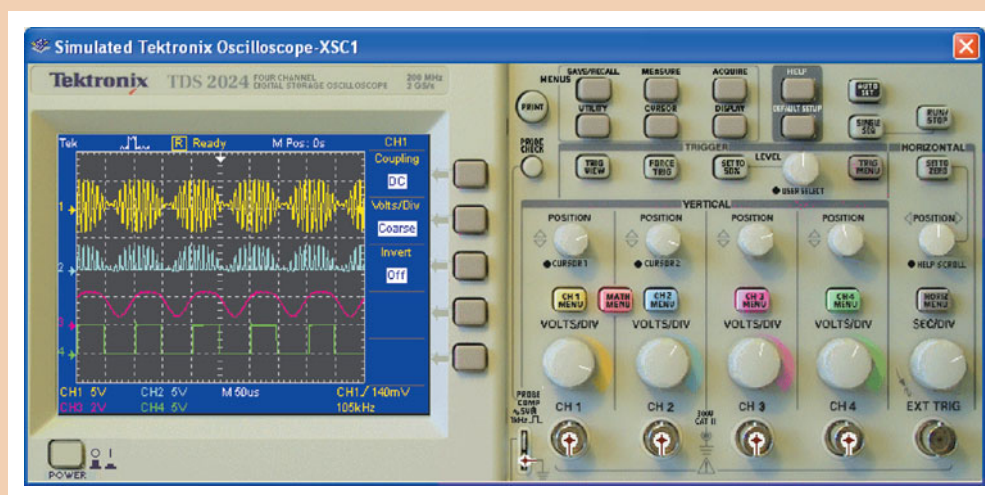 Simulated Tektronix Oscilloscope-XSC1
Tektronix TDS 2024 FOUR CHANNEL DIGITAL STORAGE OSCILLOSCOPE
200 MHz
2 GS/s
Tek R Ready M Pos: 0s CH1
Coupling
DC
Volts/Div
Coarse
Invert
Off
1
2
3
4
CH1 5V CH2 5V M 50us CH1 / 140mV
CH3 2V CH4 5V 105kHz
POWER
MENUS
SAVE/RECALL MEASURE ACQUIRE
UTILITY CURSOR DISPLAY
HELP
DEFAULT SETUP
AUTO SET
SINGLE SEQ
RUN/STOP
PRINT
PROBE CHECK
TRIGGER
TRIG VIEW
FORCE TRIG
SET TO 50%
LEVEL
USER SELECT
TRIG MENU
HORIZONTAL
SET TO ZERO
VERTICAL
POSITION POSITION POSITION POSITION POSITION
CURSOR 1 CURSOR 2 HELP SCROLL
CH 1 MENU
MATH MENU
CH 2 MENU
CH 3 MENU
CH 4 MENU
HORIZ MENU
VOLTS/DIV VOLTS/DIV VOLTS/DIV VOLTS/DIV SEC/DIV
PROBE COMP
~5V@
1kHz
CH 1 CH 2 CH 3 CH 4 EXT TRIG
300V
CAT II